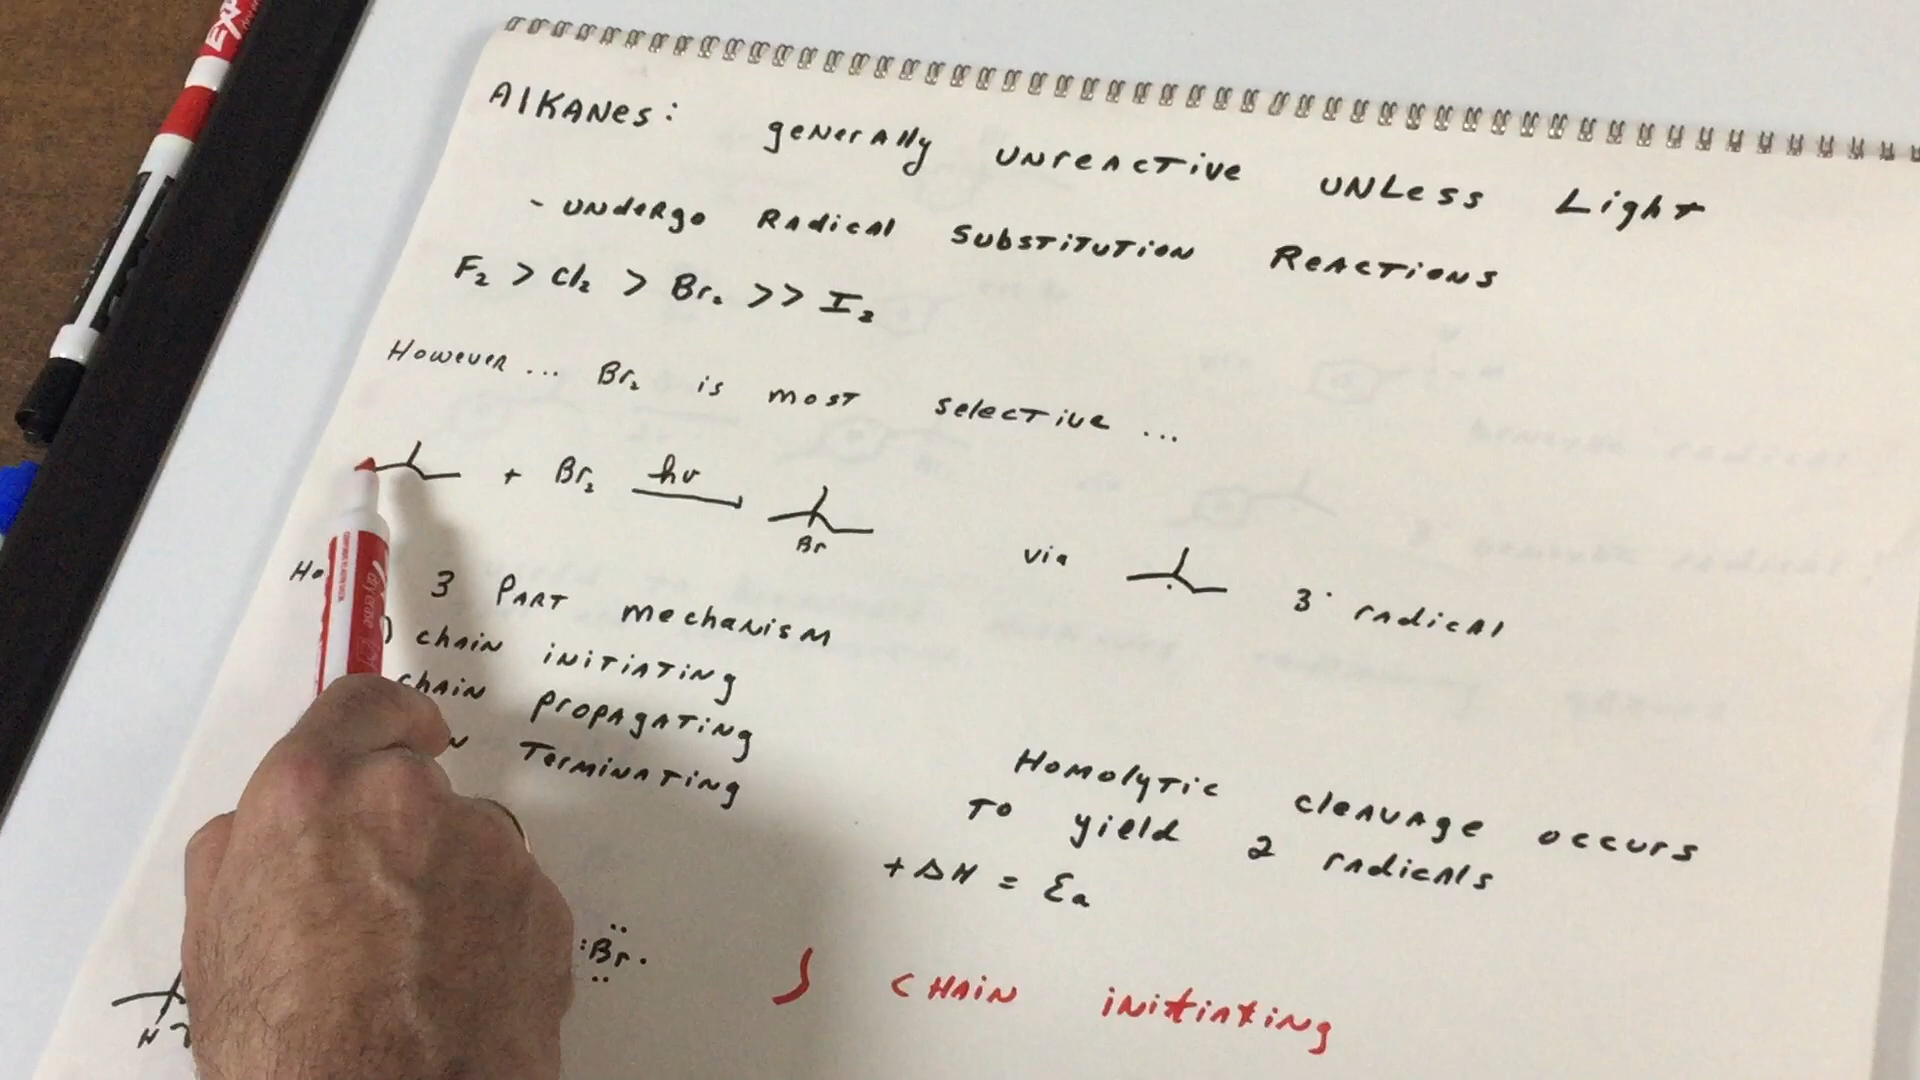 AlKANes: generally unreactive unless Light
- undergo Radical Substitution Reactions
F₂ > Cl₂ > Br₂ >> I₂
However ... Br₂ is most selective ...
+ Br₂ hν
Br
via 3° radical
3 Part mechanism
chain initiating
chain propagating
Terminating
Homolytic cleavage occurs
to yield 2 radicals
+ΔH = Ea
:Br·
} chain initiating
H
EXP